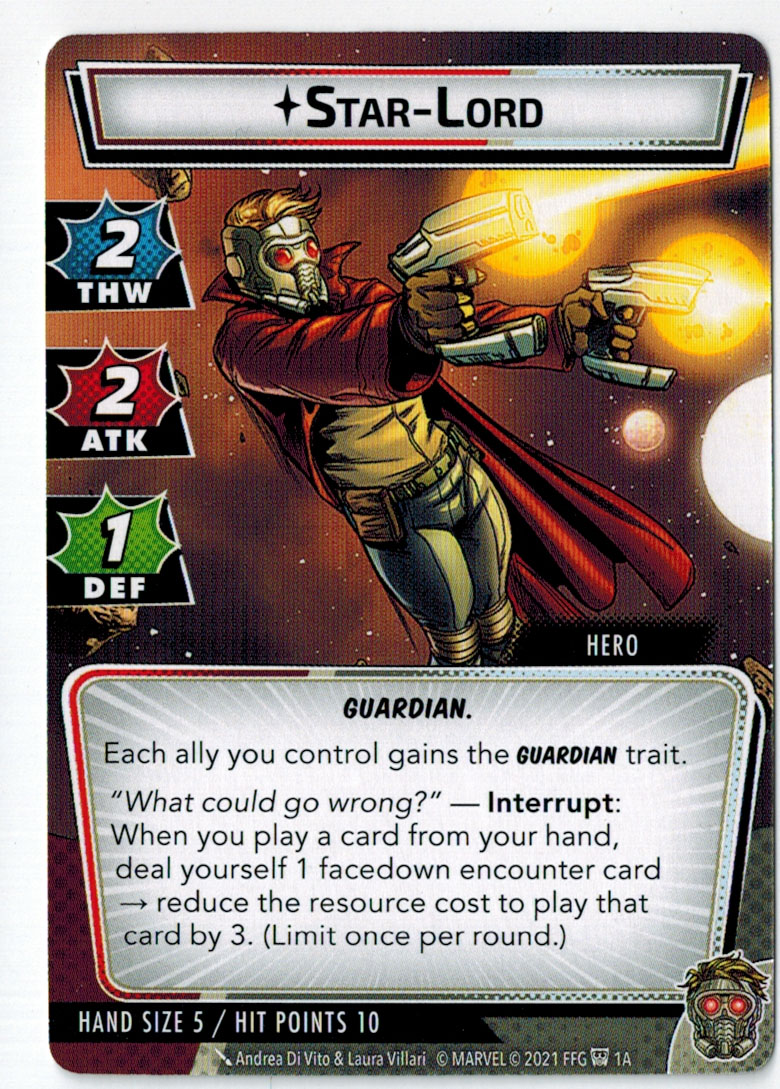 STAR-LORD
2
THW
2
ATK
1
DEF
HERO
GUARDIAN.
Each ally you control gains the GUARDIAN trait.
“What could go wrong?” — Interrupt:
When you play a card from your hand,
deal yourself 1 facedown encounter card
→ reduce the resource cost to play that
card by 3. (Limit once per round.)
HAND SIZE 5 / HIT POINTS 10
Andrea Di Vito & Laura Villari © MARVEL © 2021 FFG 1A